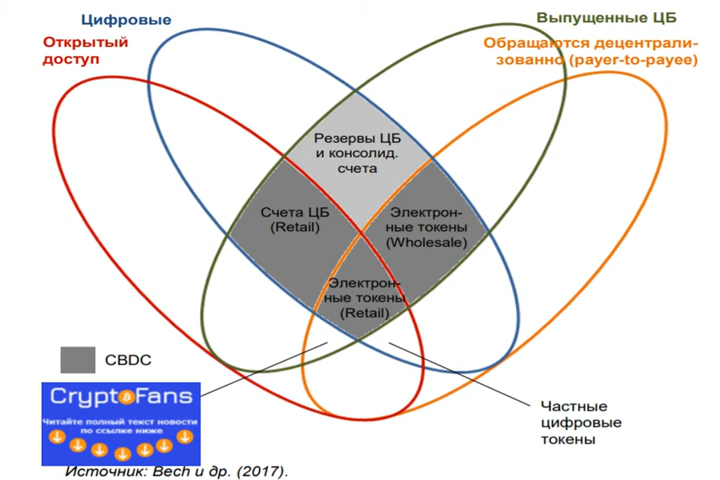 Цифровые
Выпущенные ЦБ
Открытый
доступ
Обращаются децентрали-
зованно (payer-to-payee)
Резервы ЦБ
и консолид.
счета
Счета ЦБ
(Retail)
Электрон-
ные токены
(Wholesale)
Электрон-
ные токены
(Retail)
CBDC
CryptoFans
Читайте полный текст новости
по ссылке ниже
Частные
цифровые
токены
Источник: Bech и др. (2017).